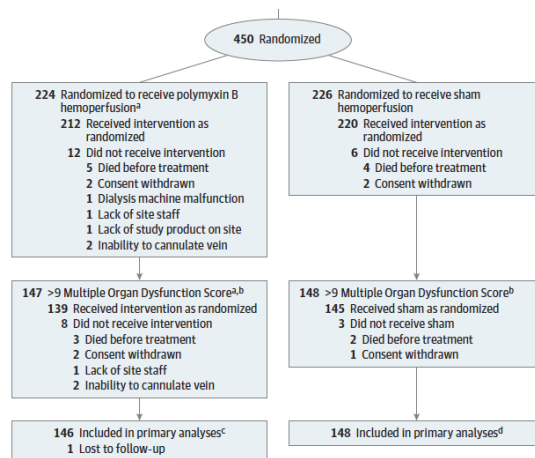 450 Randomized
224 Randomized to receive polymyxin B
hemoperfusionᵃ
212 Received intervention as
randomized
12 Did not receive intervention
5 Died before treatment
2 Consent withdrawn
1 Dialysis machine malfunction
1 Lack of site staff
1 Lack of study product on site
2 Inability to cannulate vein
226 Randomized to receive sham
hemoperfusion
220 Received intervention as
randomized
6 Did not receive intervention
4 Died before treatment
2 Consent withdrawn
147 >9 Multiple Organ Dysfunction Scoreᵃ,ᵇ
139 Received intervention as randomized
8 Did not receive intervention
3 Died before treatment
2 Consent withdrawn
1 Lack of site staff
2 Inability to cannulate vein
148 >9 Multiple Organ Dysfunction Scoreᵇ
145 Received sham as randomized
3 Did not receive sham
2 Died before treatment
1 Consent withdrawn
146 Included in primary analysesᶜ
1 Lost to follow-up
148 Included in primary analysesᵈ